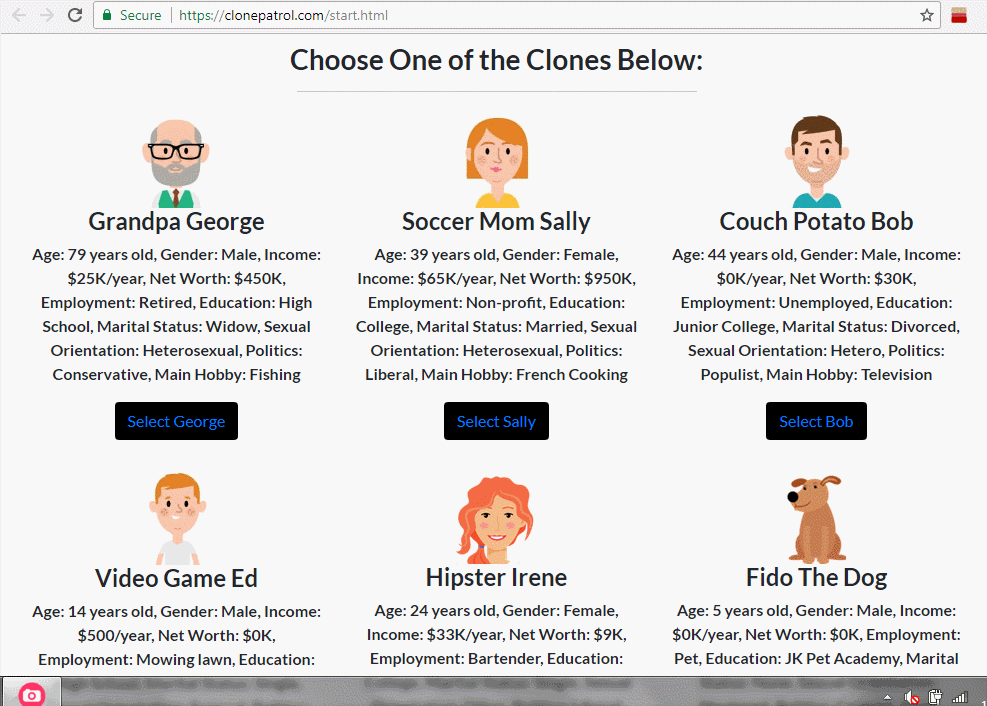 Secure | https://clonepatrol.com/start.html
Choose One of the Clones Below:
Grandpa George
Age: 79 years old, Gender: Male, Income:
$25K/year, Net Worth: $450K,
Employment: Retired, Education: High
School, Marital Status: Widow, Sexual
Orientation: Heterosexual, Politics:
Conservative, Main Hobby: Fishing
Select George
Soccer Mom Sally
Age: 39 years old, Gender: Female,
Income: $65K/year, Net Worth: $950K,
Employment: Non-profit, Education:
College, Marital Status: Married, Sexual
Orientation: Heterosexual, Politics:
Liberal, Main Hobby: French Cooking
Select Sally
Couch Potato Bob
Age: 44 years old, Gender: Male, Income:
$0K/year, Net Worth: $30K,
Employment: Unemployed, Education:
Junior College, Marital Status: Divorced,
Sexual Orientation: Hetero, Politics:
Populist, Main Hobby: Television
Select Bob
Video Game Ed
Age: 14 years old, Gender: Male, Income:
$500/year, Net Worth: $0K,
Employment: Mowing lawn, Education:
Hipster Irene
Age: 24 years old, Gender: Female,
Income: $33K/year, Net Worth: $9K,
Employment: Bartender, Education:
Fido The Dog
Age: 5 years old, Gender: Male, Income:
$0K/year, Net Worth: $0K, Employment:
Pet, Education: JK Pet Academy, Marital